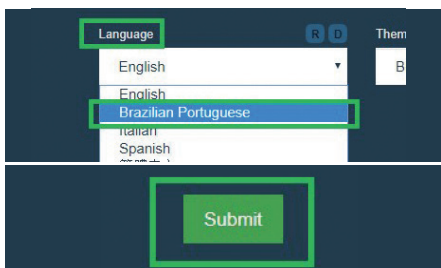 Language R D Them
English B
English
Brazilian Portuguese
Italian
Spanish
Submit